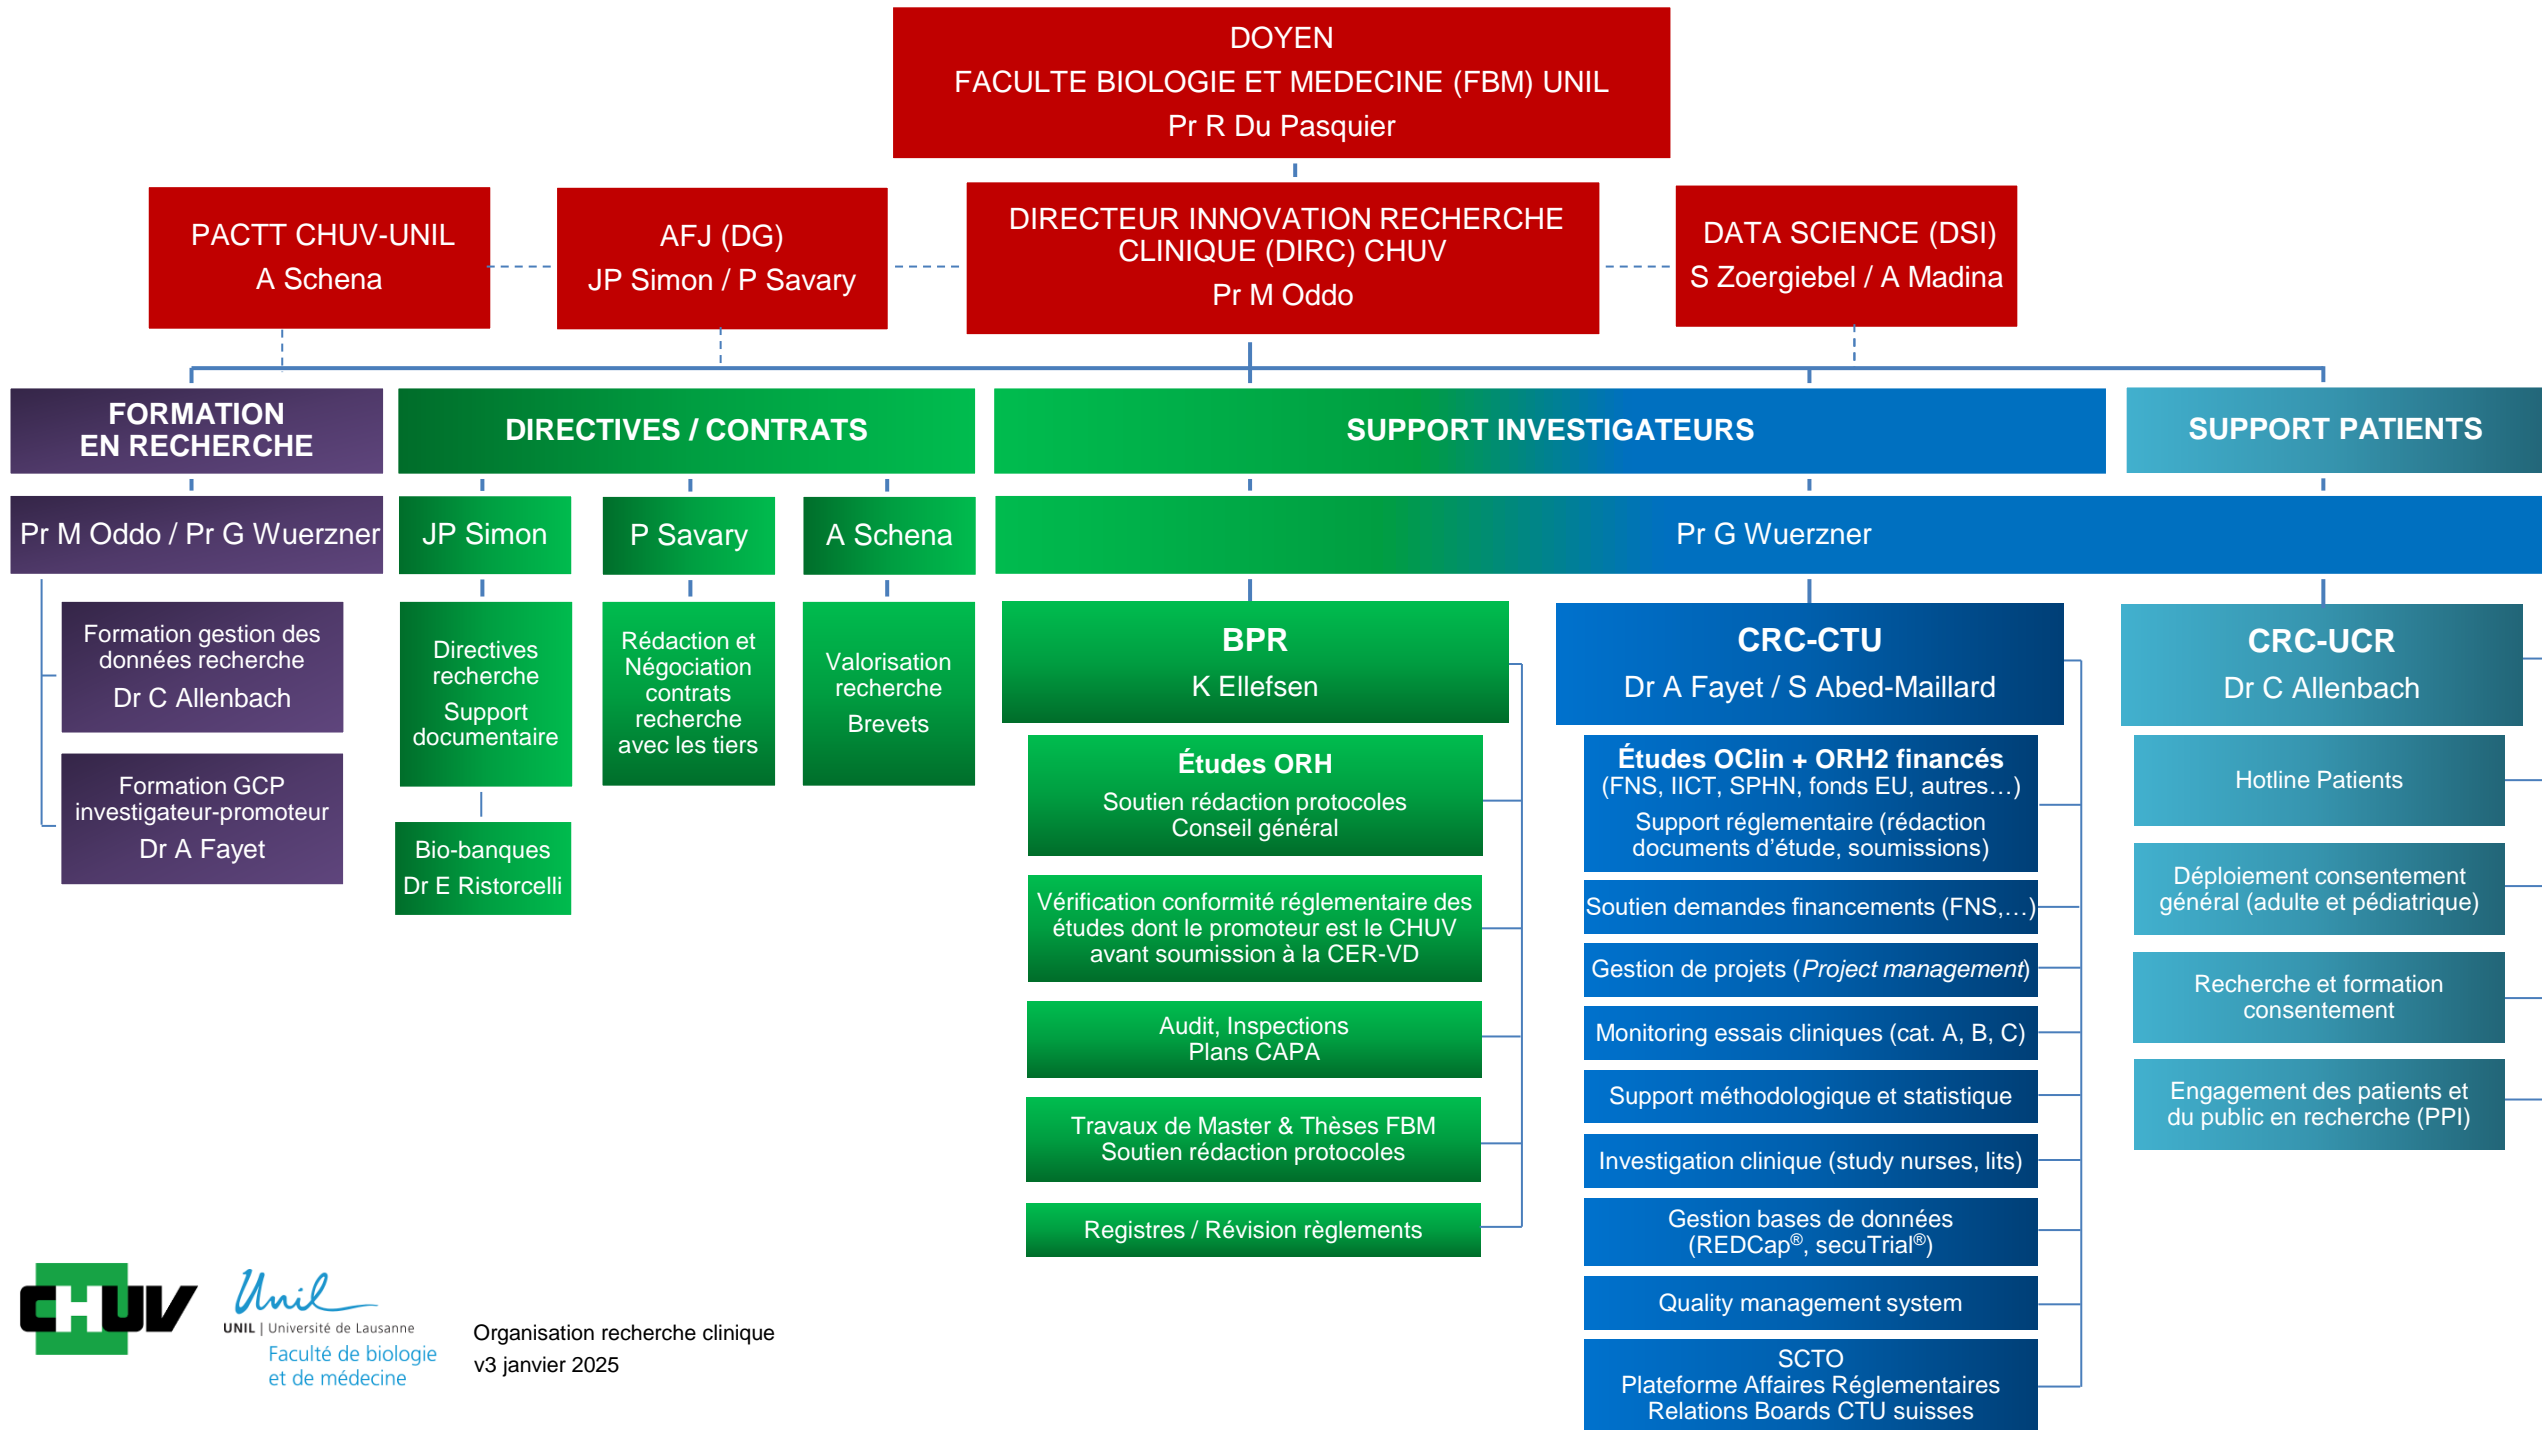 DOYEN
FACULTE BIOLOGIE ET MEDECINE (FBM) UNIL
Pr R Du Pasquier
PACTT CHUV-UNIL
A Schena
AFJ (DG)
JP Simon / P Savary
DIRECTEUR INNOVATION RECHERCHE
CLINIQUE (DIRC) CHUV
Pr M Oddo
DATA SCIENCE (DSI)
S Zoergiebel / A Madina
FORMATION
EN RECHERCHE
DIRECTIVES / CONTRATS
SUPPORT INVESTIGATEURS
SUPPORT PATIENTS
Pr M Oddo / Pr G Wuerzner
JP Simon
P Savary
A Schena
Pr G Wuerzner
Formation gestion des
données recherche
Dr C Allenbach
Formation GCP
investigateur-promoteur
Dr A Fayet
Directives
recherche
Support
documentaire
Bio-banques
Dr E Ristorcelli
Rédaction et
Négociation
contrats
recherche
avec les tiers
Valorisation
recherche
Brevets
BPR
K Ellefsen
Études ORH
Soutien rédaction protocoles
Conseil général
Vérification conformité réglementaire des
études dont le promoteur est le CHUV
avant soumission à la CER-VD
Audit, Inspections
Plans CAPA
Travaux de Master & Thèses FBM
Soutien rédaction protocoles
Registres / Révision règlements
CRC-CTU
Dr A Fayet / S Abed-Maillard
Études OClin + ORH2 financés
(FNS, IICT, SPHN, fonds EU, autres…)
Support réglementaire (rédaction
documents d’étude, soumissions)
Soutien demandes financements (FNS,…)
Gestion de projets (Project management)
Monitoring essais cliniques (cat. A, B, C)
Support méthodologique et statistique
Investigation clinique (study nurses, lits)
Gestion bases de données
(REDCap®, secuTrial®)
Quality management system
SCTO
Plateforme Affaires Réglementaires
Relations Boards CTU suisses
CRC-UCR
Dr C Allenbach
Hotline Patients
Déploiement consentement
général (adulte et pédiatrique)
Recherche et formation
consentement
Engagement des patients et
du public en recherche (PPI)
CHUV
Unil
UNIL | Université de Lausanne
Faculté de biologie
et de médecine
Organisation recherche clinique
v3 janvier 2025